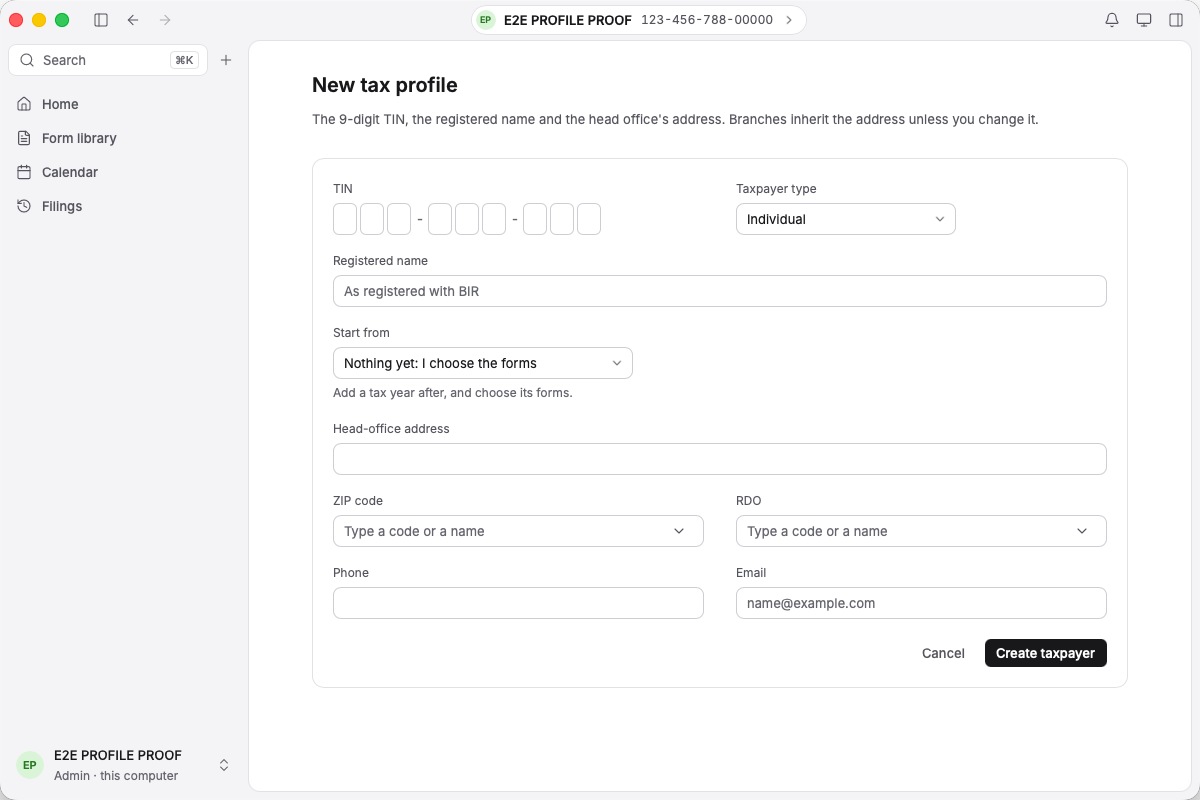 EP E2E PROFILE PROOF 123-456-788-00000
Search ⌘K
Home
Form library
Calendar
Filings
New tax profile
The 9-digit TIN, the registered name and the head office's address. Branches inherit the address unless you change it.
TIN
- -
Taxpayer type
Individual
Registered name
As registered with BIR
Start from
Nothing yet: I choose the forms
Add a tax year after, and choose its forms.
Head-office address
ZIP code
Type a code or a name
RDO
Type a code or a name
Phone
Email
name@example.com
Cancel
Create taxpayer
EP
E2E PROFILE PROOF
Admin · this computer